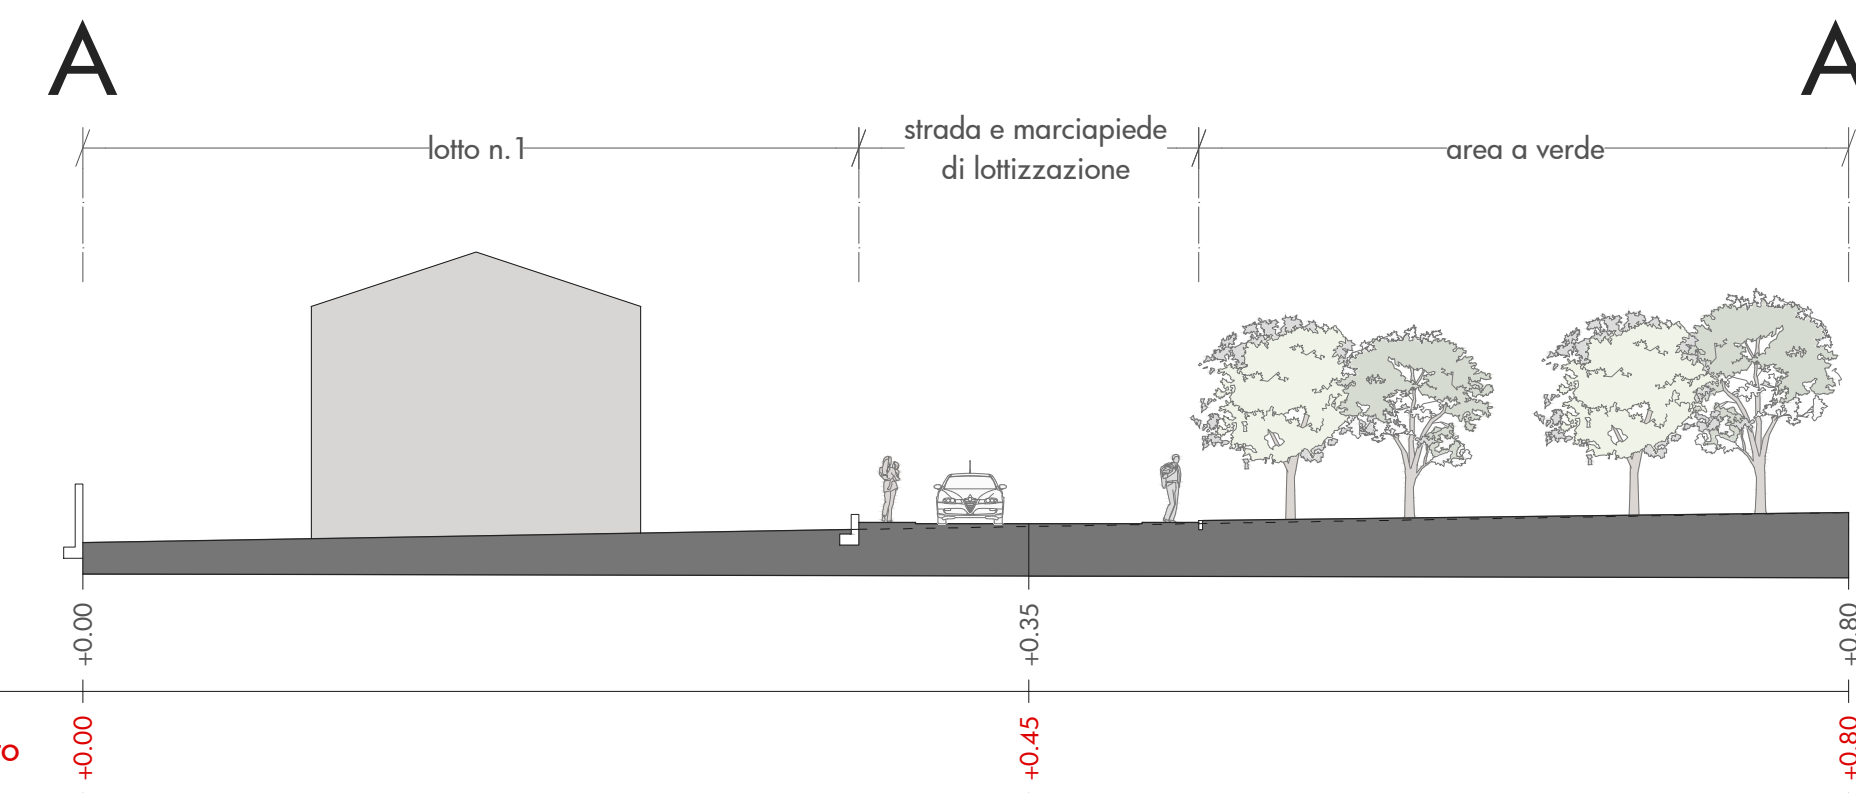 A A
lotto n.1
strada e marciapiede
di lottizzazione
area a verde
+0.00
+0.35
+0.80
+0.00
+0.45
+0.80